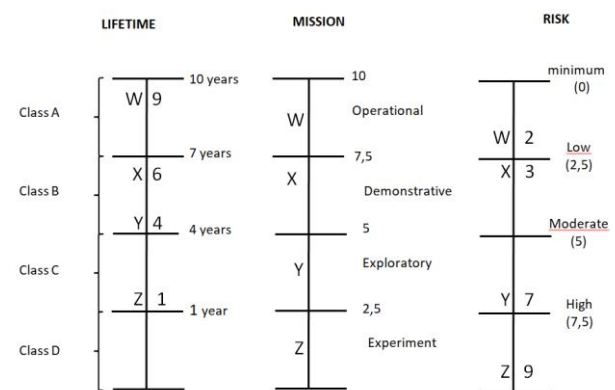 LIFETIME
MISSION
RISK
10 years
10
minimum
(0)
W 9
Class A
Operational
W
W 2
7 years
7,5
Low
(2,5)
X 6
X
X 3
Class B
Demonstrative
Y 4
4 years
5
Moderate
(5)
Class C
Y
Exploratory
Z 1
1 year
2,5
Y 7
High
(7,5)
Class D
Z
Experiment
Z 9